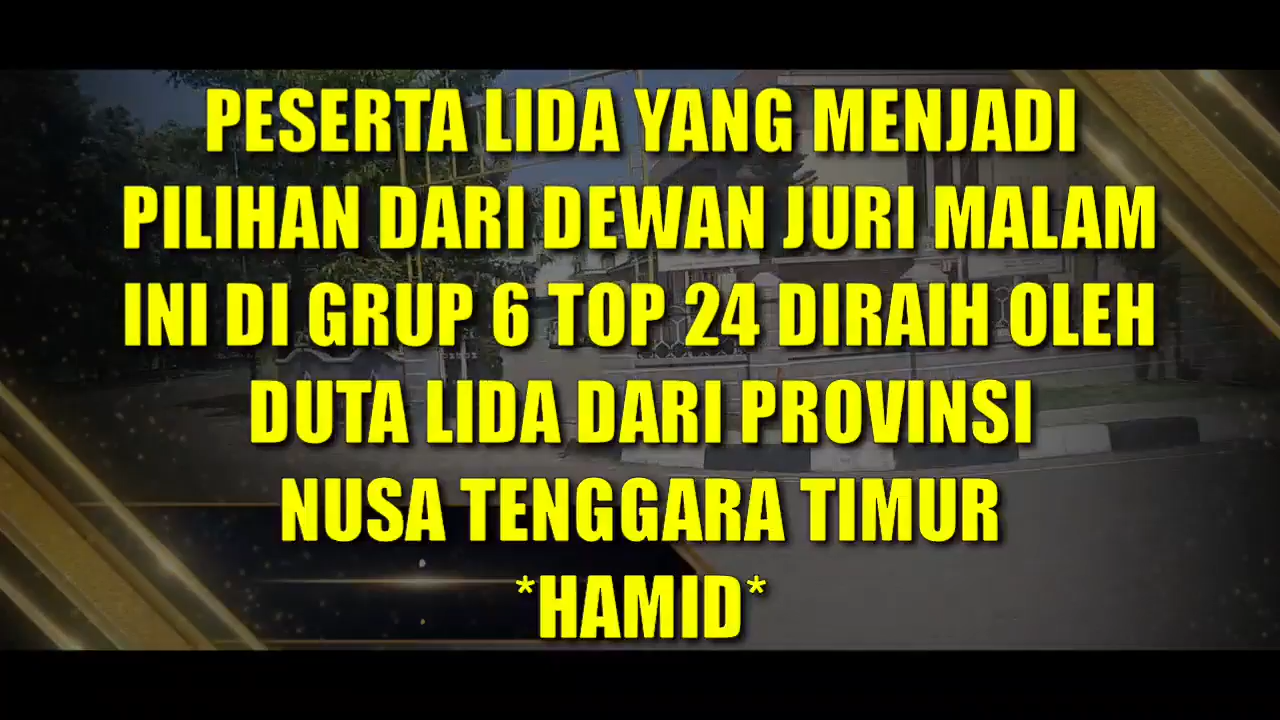 PESERTA LIDA YANG MENJADI
PILIHAN DARI DEWAN JURI MALAM
INI DI GRUP 6 TOP 24 DIRAIH OLEH
DUTA LIDA DARI PROVINSI
NUSA TENGGARA TIMUR
*HAMID*